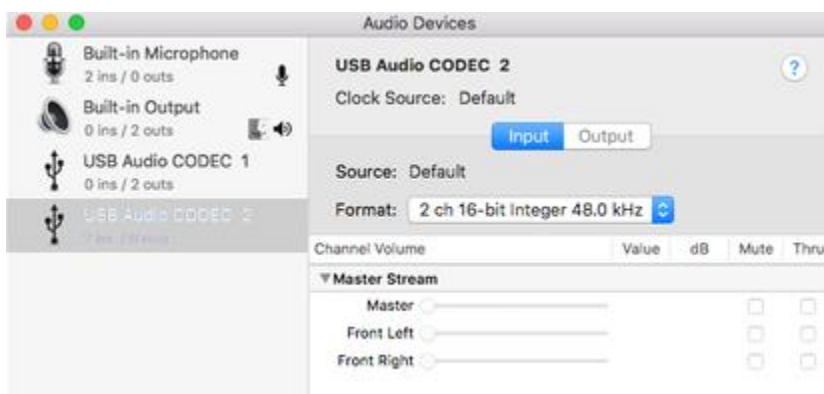 Audio Devices
Built-in Microphone
2 ins / 0 outs
Built-in Output
0 ins / 2 outs
USB Audio CODEC 1
0 ins / 2 outs
USB Audio CODEC 2
USB Audio CODEC 2
?
Clock Source: Default
Input Output
Source: Default
Format: 2 ch 16-bit Integer 48.0 kHz
Channel Volume Value dB Mute Thru
▼Master Stream
Master
Front Left
Front Right